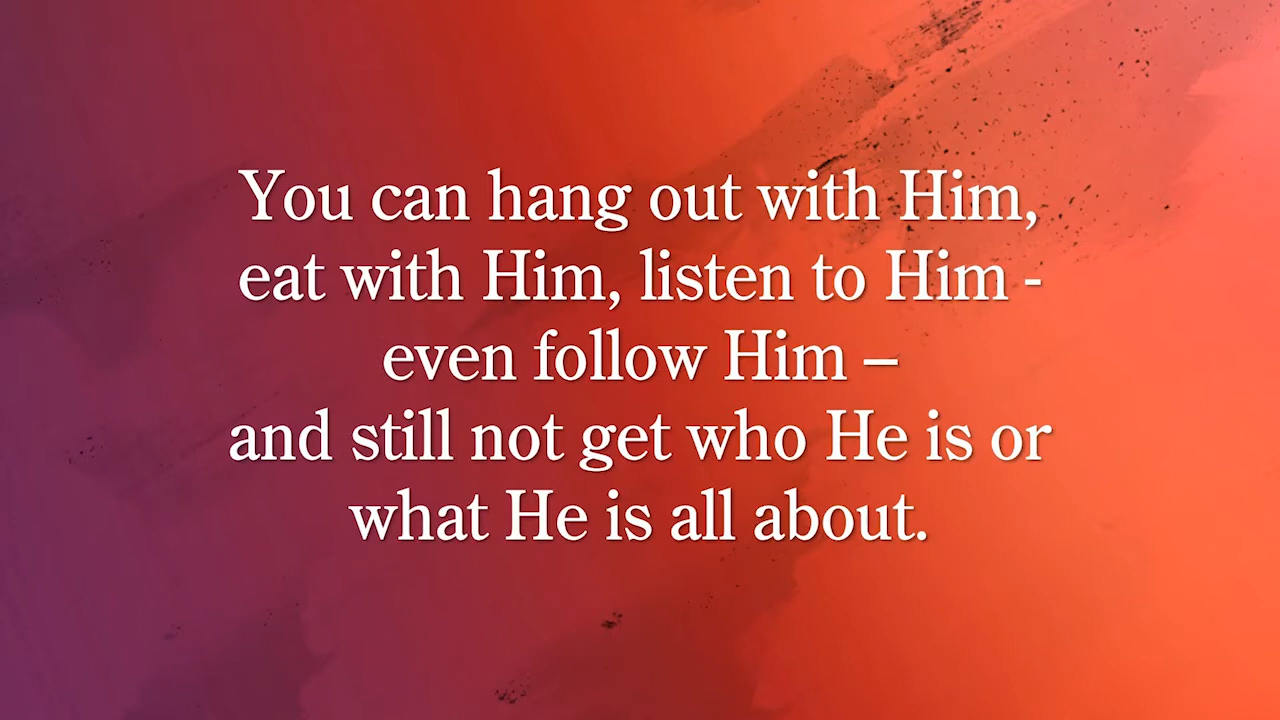 You can hang out with Him,
eat with Him, listen to Him -
even follow Him –
and still not get who He is or
what He is all about.